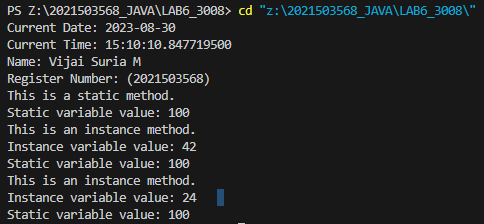 PS Z:\2021503568_JAVA\LAB6_3008> cd "z:\2021503568_JAVA\LAB6_3008\"
Current Date: 2023-08-30
Current Time: 15:10:10.847719500
Name: Vijai Suria M
Register Number: (2021503568)
This is a static method.
Static variable value: 100
This is an instance method.
Instance variable value: 42
Static variable value: 100
This is an instance method.
Instance variable value: 24
Static variable value: 100